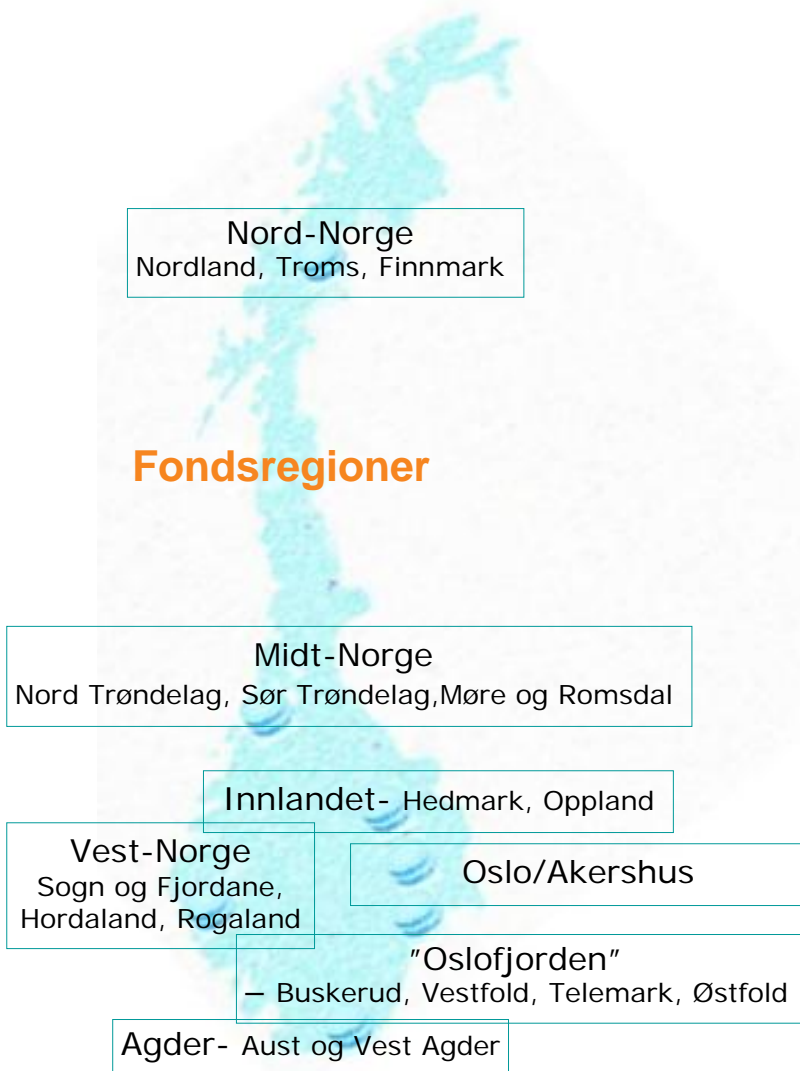 Nord-Norge
Nordland, Troms, Finnmark
Fondsregioner
Midt-Norge
Nord Trøndelag, Sør Trøndelag,Møre og Romsdal
Innlandet- Hedmark, Oppland
Vest-Norge
Sogn og Fjordane,
Hordaland, Rogaland
Oslo/Akershus
"Oslofjorden"
– Buskerud, Vestfold, Telemark, Østfold
Agder- Aust og Vest Agder